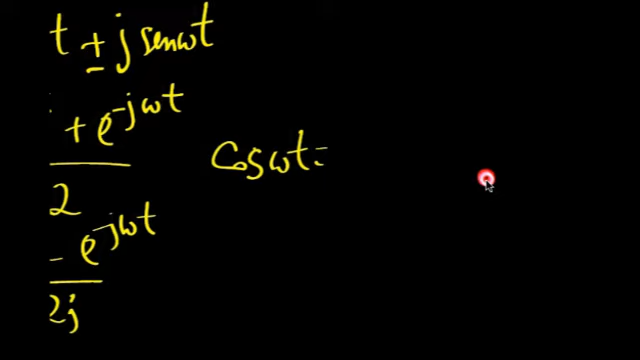 t ± j senωt
+ e^-jωt
2
cosωt =
- e^-jωt
2j